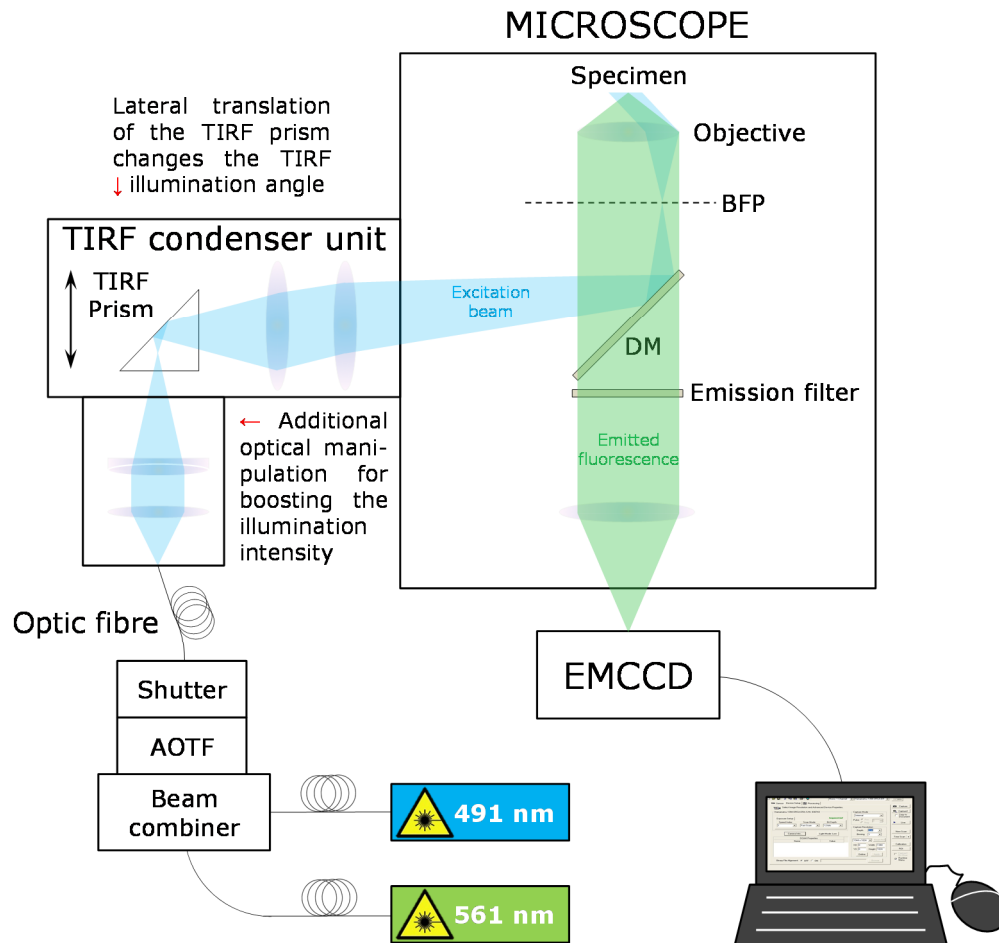 MICROSCOPE
Specimen
Lateral translation
of the TIRF prism
changes the TIRF
↓ illumination angle
Objective
BFP
TIRF condenser unit
TIRF
Prism
Excitation
beam
DM
Emission filter
← Additional
optical mani-
pulation for
boosting the
illumination
intensity
Emitted
fluorescence
Optic fibre
Shutter
EMCCD
AOTF
Beam
combiner
491 nm
561 nm